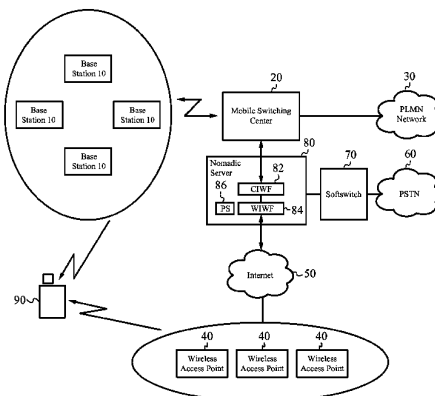 Base
Station 10
Base
Station 10
Base
Station 10
Base
Station 10
20
Mobile Switching
Center
30
PLMN
Network
80
Nomadic
Server
82
86
CIWF
PS
WIWF
84
70
Softswitch
60
PSTN
Internet
50
90
40
40
40
Wireless
Access Point
Wireless
Access Point
Wireless
Access Point